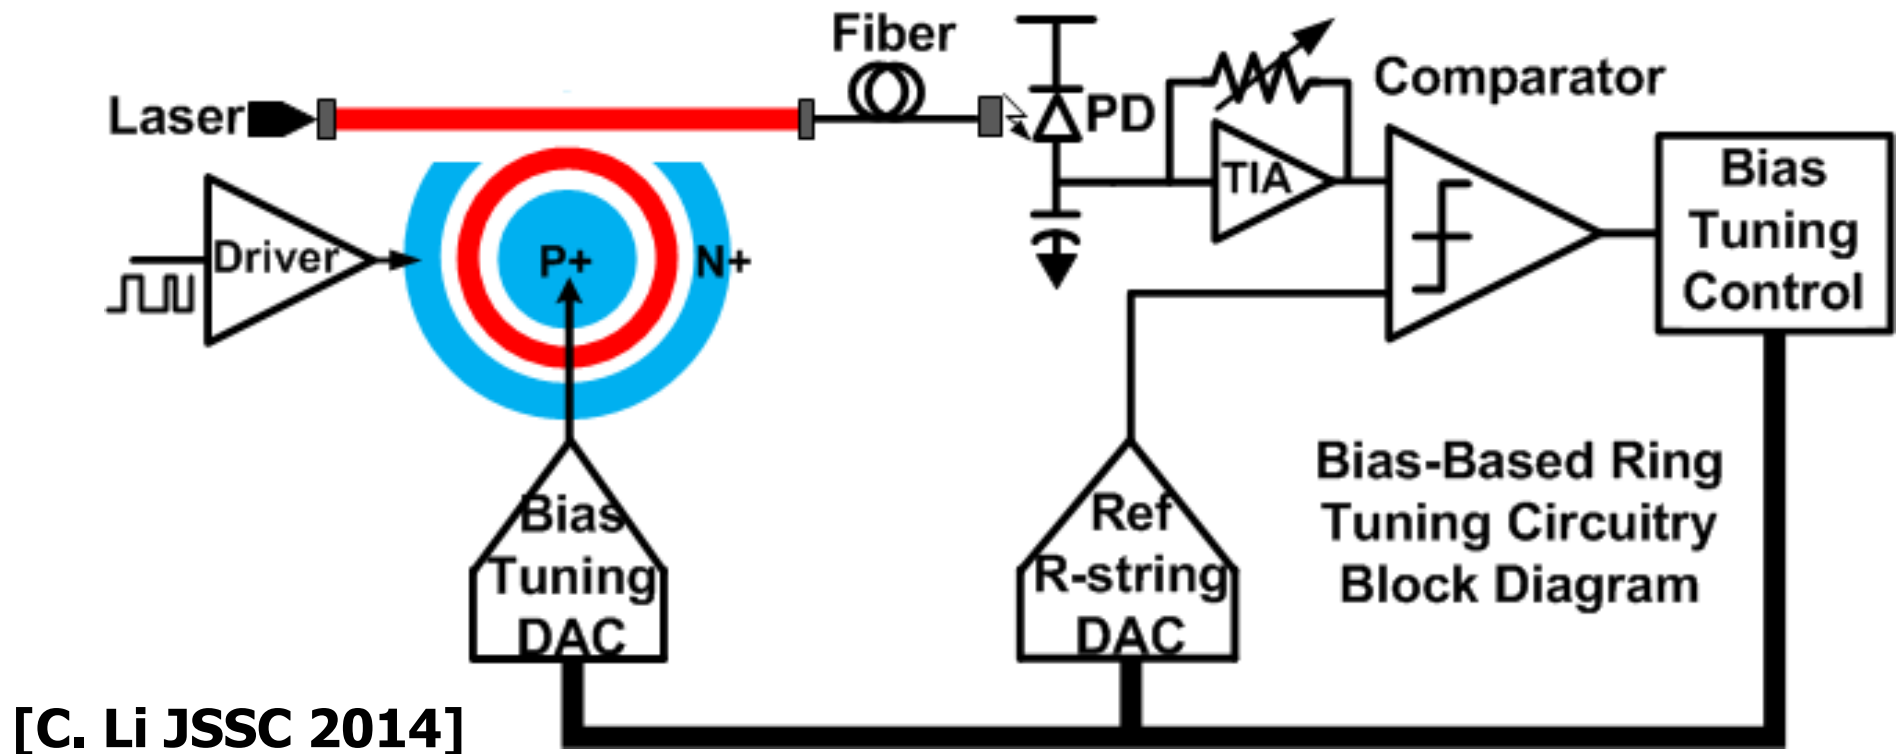 Fiber
Laser
PD
Comparator
TIA
Bias
Tuning
Control
Driver
P+
N+
Bias
Tuning
DAC
Ref
R-string
DAC
Bias-Based Ring
Tuning Circuitry
Block Diagram
[C. Li JSSC 2014]